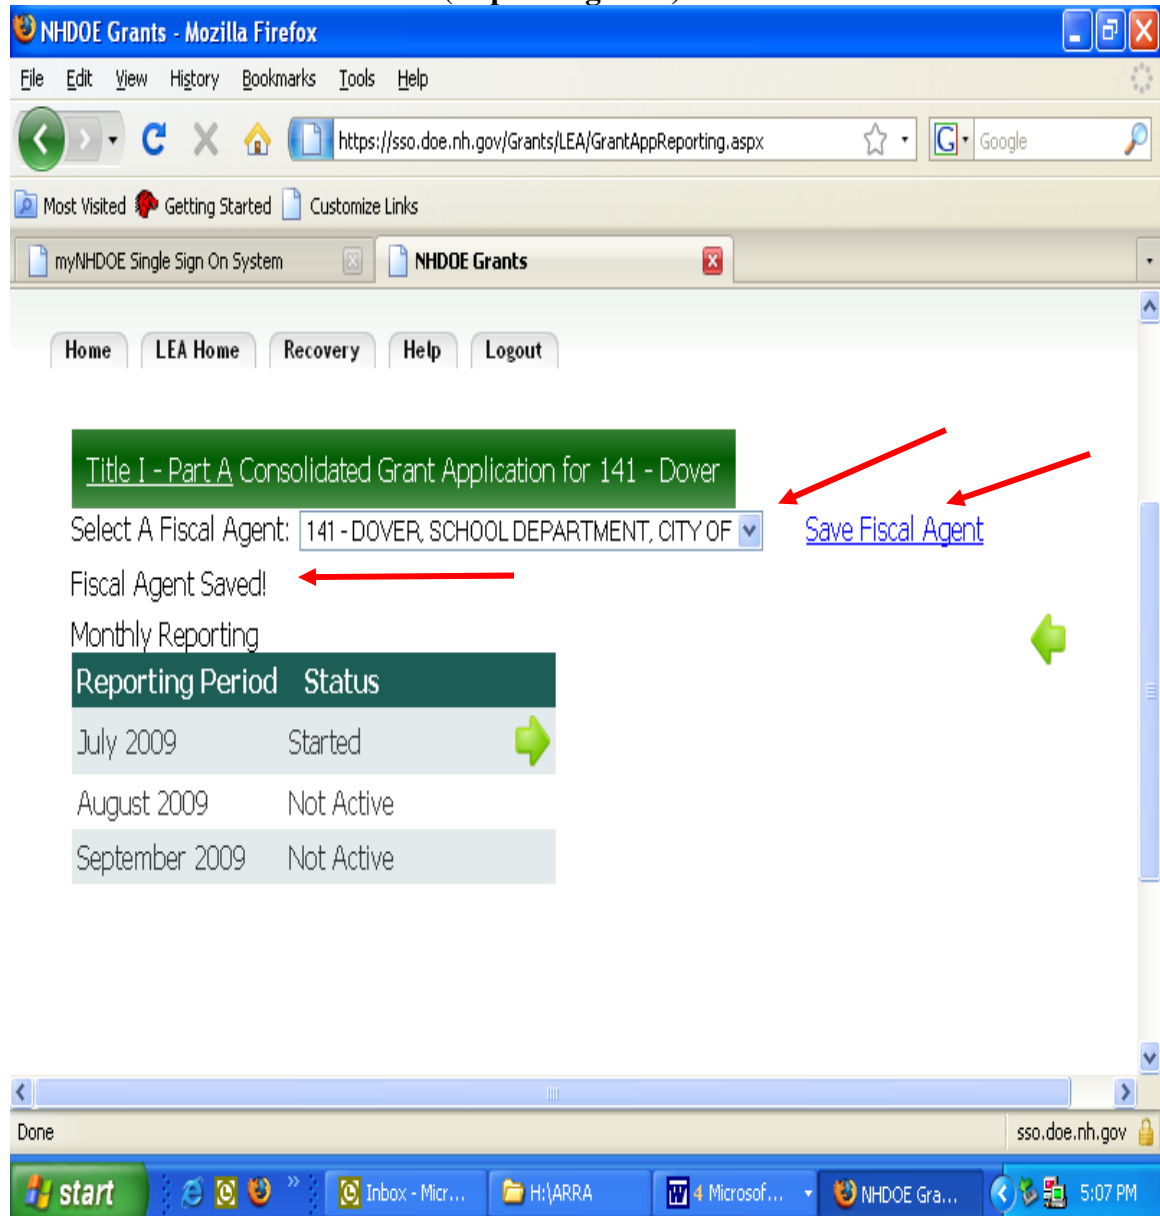 NHDOE Grants - Mozilla Firefox
File Edit View History Bookmarks Tools Help
https://sso.doe.nh.gov/Grants/LEA/GrantAppReporting.aspx G Google
Most Visited Getting Started Customize Links
myNHDOE Single Sign On System NHDOE Grants
Home LEA Home Recovery Help Logout
Title I - Part A Consolidated Grant Application for 141 - Dover
Select A Fiscal Agent: 141 - DOVER, SCHOOL DEPARTMENT, CITY OF Save Fiscal Agent
Fiscal Agent Saved!
Monthly Reporting
Reporting Period Status
July 2009 Started
August 2009 Not Active
September 2009 Not Active
Done sso.doe.nh.gov
start Inbox - Micr... H:\ARRA 4 Microsof... NHDOE Gra... 5:07 PM